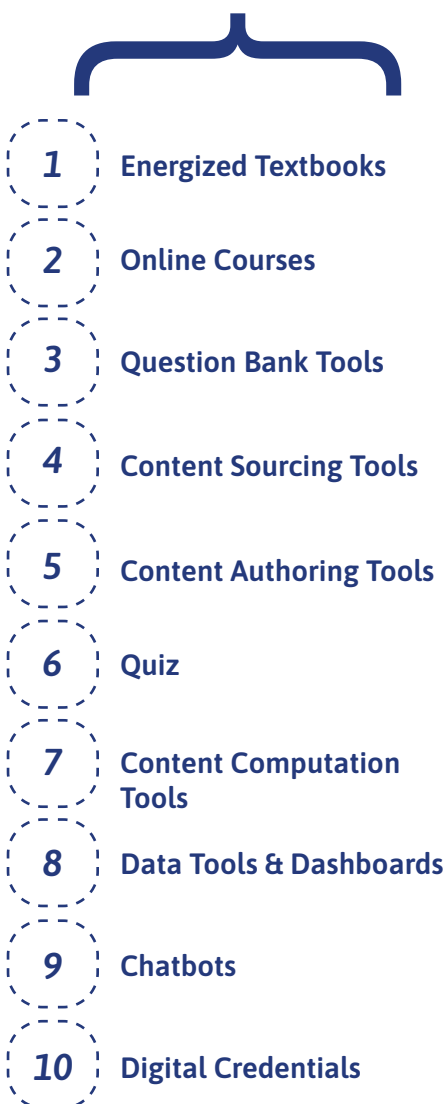 1 Energized Textbooks
2 Online Courses
3 Question Bank Tools
4 Content Sourcing Tools
5 Content Authoring Tools
6 Quiz
7 Content Computation
Tools
8 Data Tools & Dashboards
9 Chatbots
10 Digital Credentials